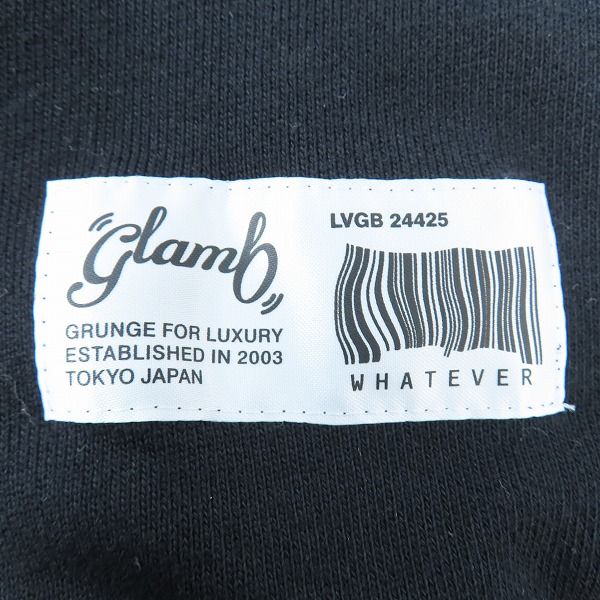 glamb
GRUNGE FOR LUXURY
ESTABLISHED IN 2003
TOKYO JAPAN
LVGB 24425
WHATEVER